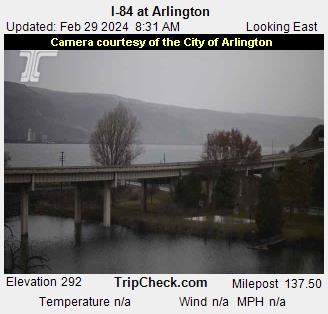 I-84 at Arlington
Updated: Feb 29 2024 8:31 AM Looking East
Camera courtesy of the City of Arlington
Elevation 292 TripCheck.com Milepost 137.50
Temperature n/a Wind n/a MPH n/a